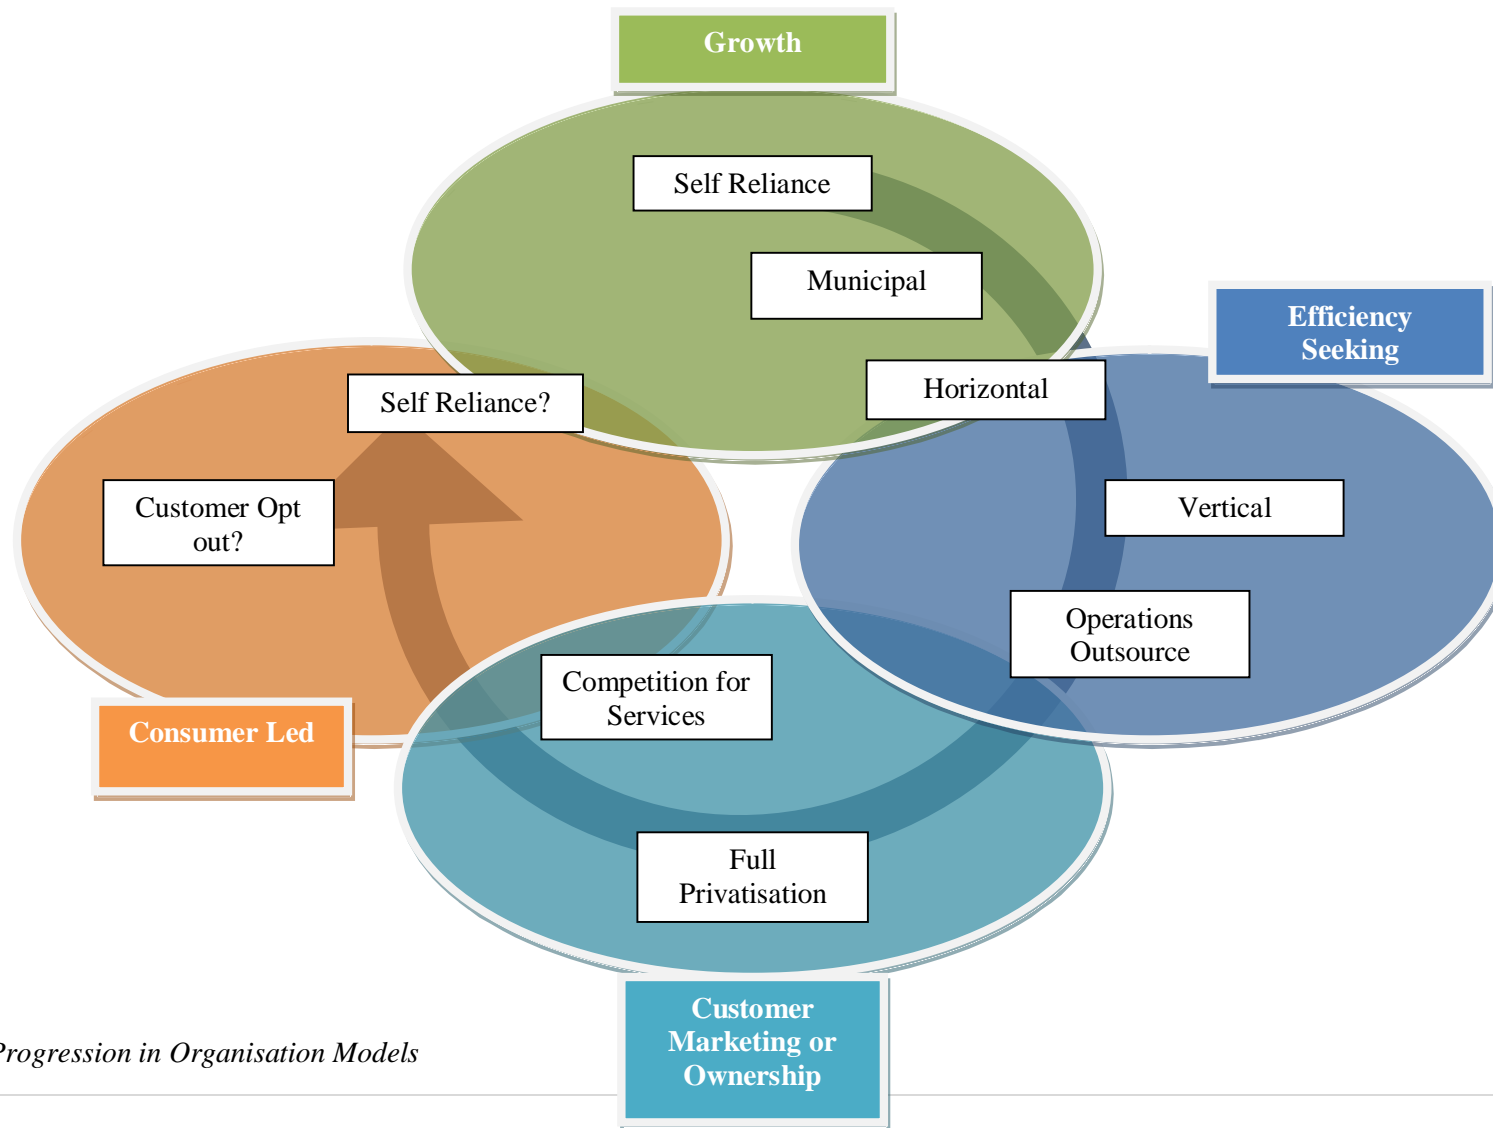 Growth
Self Reliance
Municipal
Efficiency
Seeking
Horizontal
Self Reliance?
Vertical
Customer Opt
out?
Operations
Outsource
Competition for
Services
Consumer Led
Full
Privatisation
Customer
Marketing or
Ownership
Progression in Organisation Models